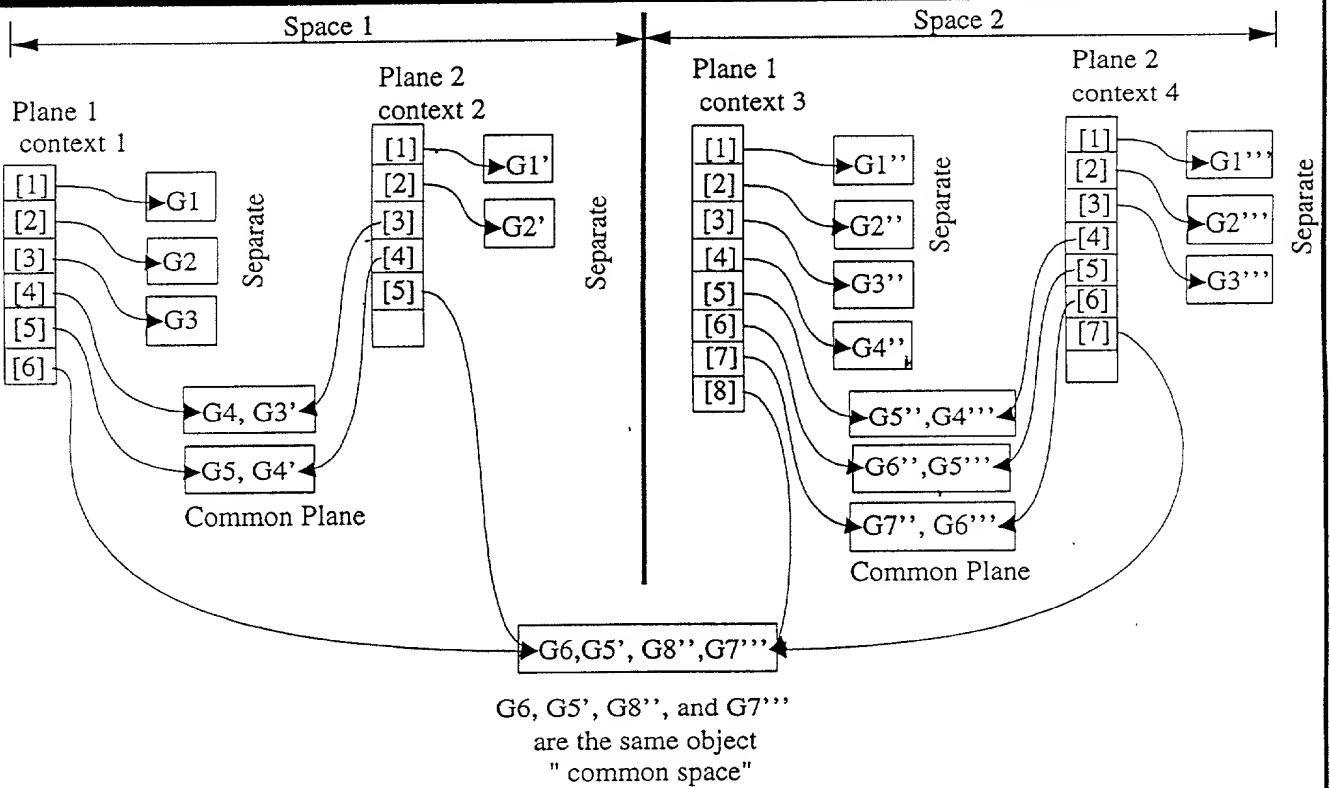 Space 1
Space 2
Plane 1
context 1
[1]
[2]
[3]
[4]
[5]
[6]
G1
G2
G3
Separate
Plane 2
context 2
[1]
[2]
[3]
[4]
[5]
G1'
G2'
Separate
G4, G3'
G5, G4'
Common Plane
Plane 1
context 3
[1]
[2]
[3]
[4]
[5]
[6]
[7]
[8]
G1''
G2''
G3''
G4''
Separate
Plane 2
context 4
[1]
[2]
[3]
[4]
[5]
[6]
[7]
G1'''
G2'''
G3'''
Separate
G5'',G4'''
G6'',G5'''
G7'', G6'''
Common Plane
G6,G5', G8'',G7'''
G6, G5', G8'', and G7'''
are the same object
" common space"